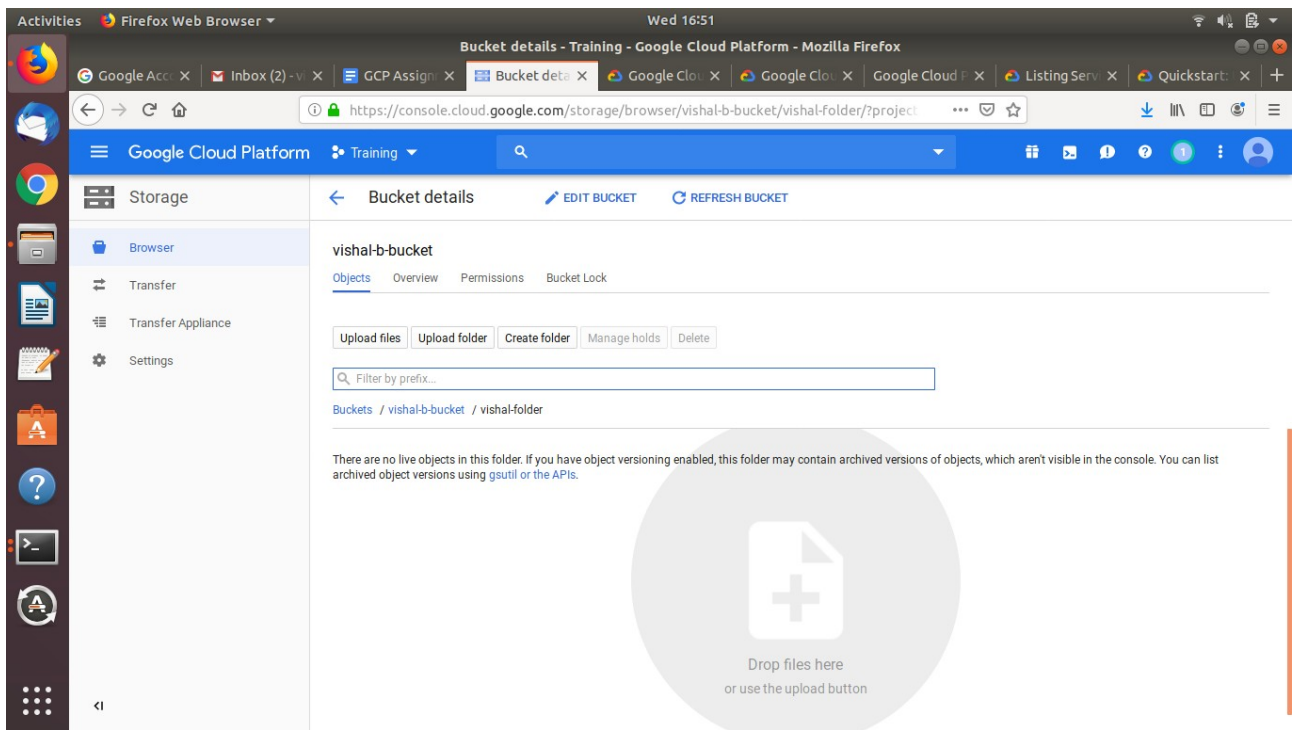 Activities Firefox Web Browser Wed 16:51
Bucket details - Training - Google Cloud Platform - Mozilla Firefox
Google Acc Inbox (2) - vi GCP Assign Bucket deta Google Clou Google Clou Google Cloud P Listing Servi Quickstart:
https://console.cloud.google.com/storage/browser/vishal-b-bucket/vishal-folder/?project
Google Cloud Platform Training 1
Storage Bucket details EDIT BUCKET REFRESH BUCKET
Browser
Transfer
Transfer Appliance
Settings
vishal-b-bucket
Objects Overview Permissions Bucket Lock
Upload files Upload folder Create folder Manage holds Delete
Filter by prefix...
Buckets / vishal-b-bucket / vishal-folder
There are no live objects in this folder. If you have object versioning enabled, this folder may contain archived versions of objects, which aren't visible in the console. You can list
archived object versions using gsutil or the APIs.
Drop files here
or use the upload button